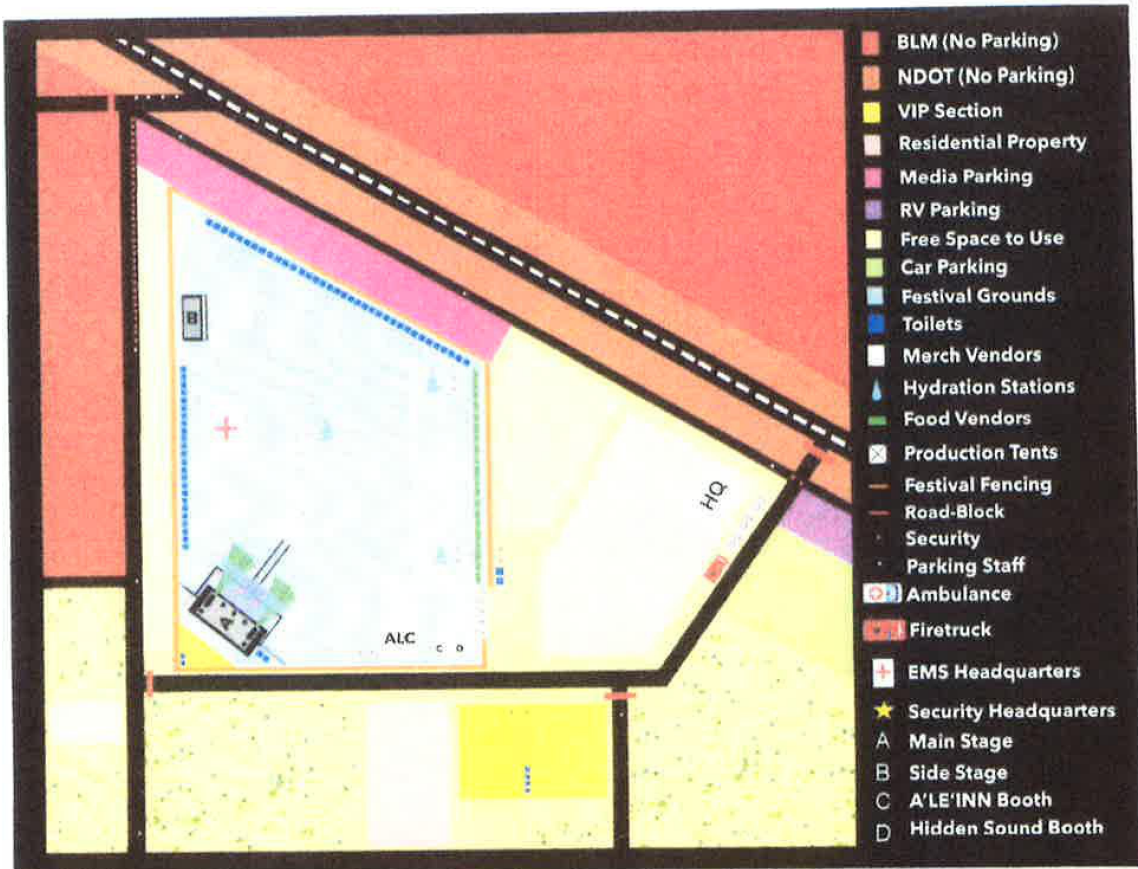 BLM (No Parking)
NDOT (No Parking)
VIP Section
Residential Property
Media Parking
RV Parking
Free Space to Use
Car Parking
Festival Grounds
Toilets
Merch Vendors
Hydration Stations
Food Vendors
Production Tents
Festival Fencing
Road-Block
Security
Parking Staff
Ambulance
Firetruck
EMS Headquarters
Security Headquarters
A Main Stage
B Side Stage
C A'LE'INN Booth
D Hidden Sound Booth
B
HQ
A
ALC
C D